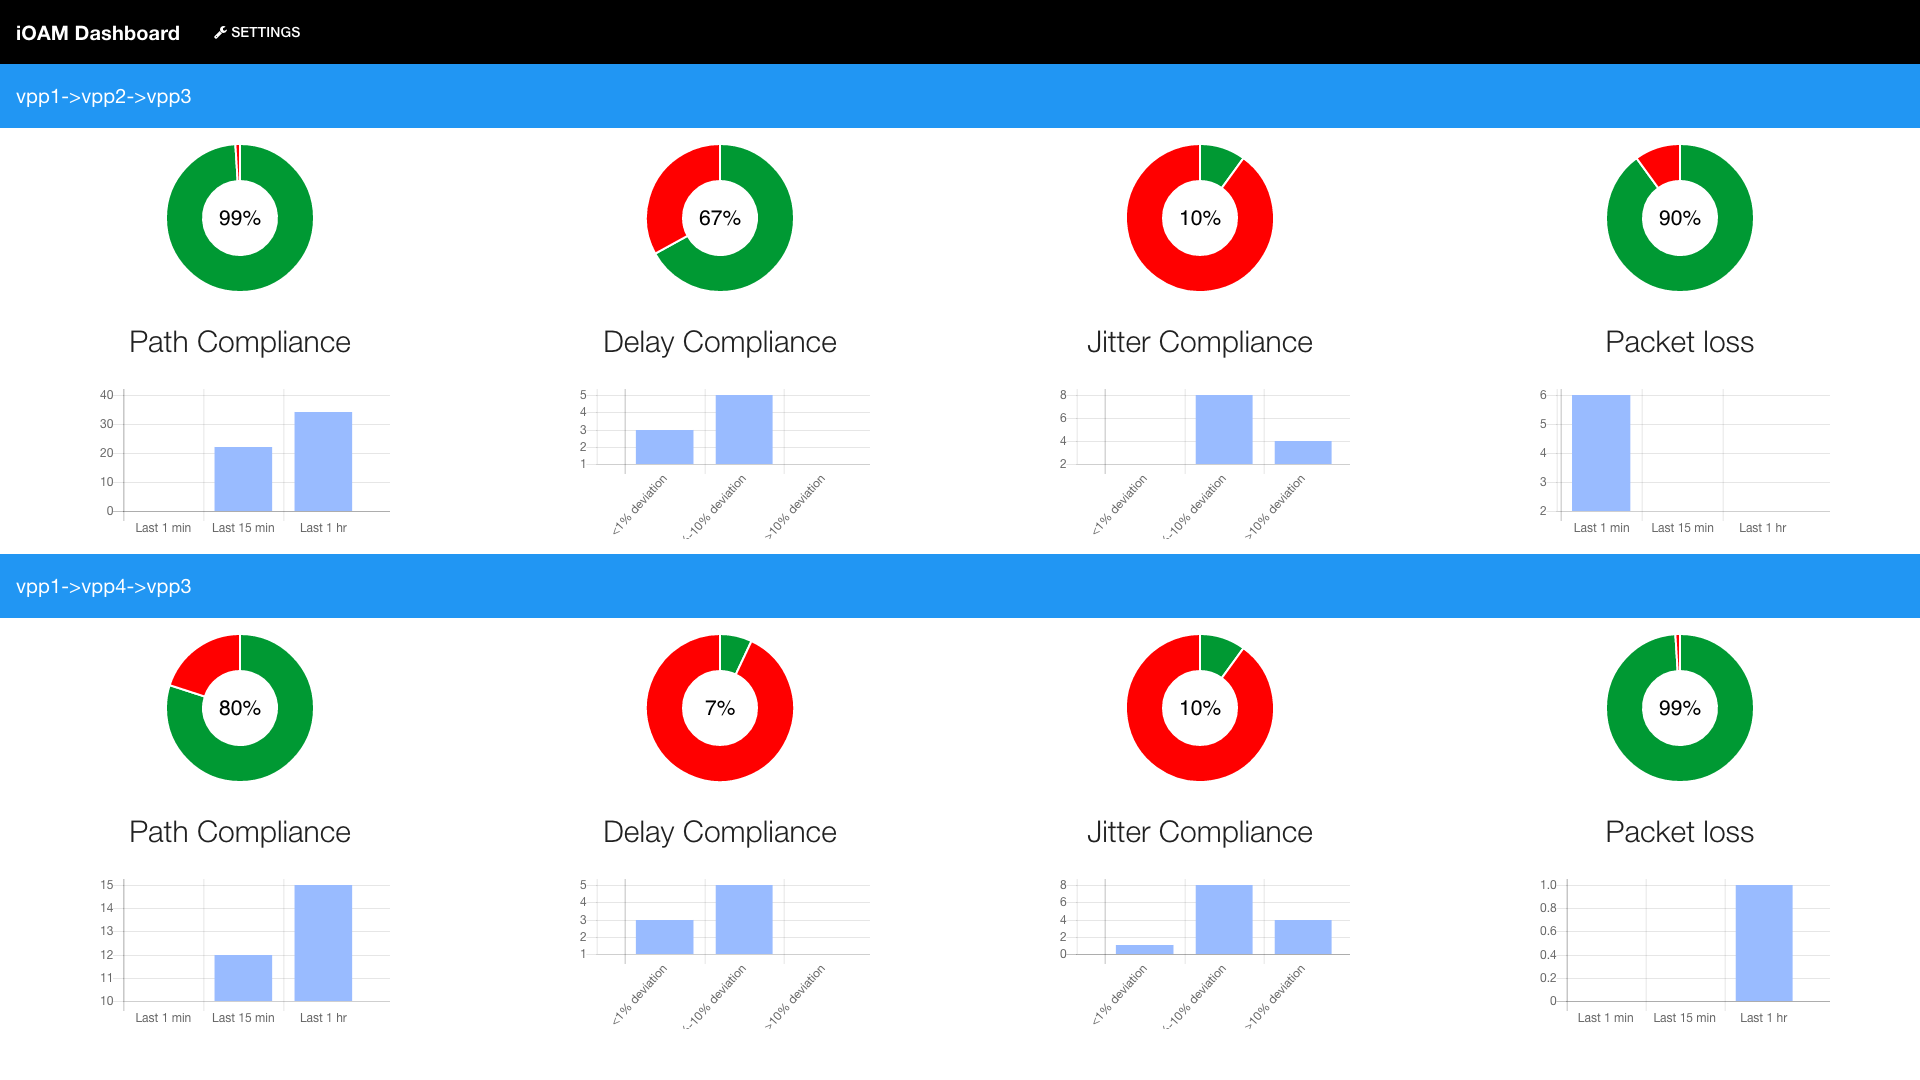 iOAM Dashboard
SETTINGS
vpp1->vpp2->vpp3
99%
67%
10%
90%
Path Compliance
Delay Compliance
Jitter Compliance
Packet loss
40
30
20
10
0
Last 1 min
Last 15 min
Last 1 hr
5
4
3
2
1
<1% deviation
-10% deviation
>10% deviation
8
6
4
2
<1% deviation
-10% deviation
>10% deviation
6
5
4
3
2
Last 1 min
Last 15 min
Last 1 hr
vpp1->vpp4->vpp3
80%
7%
10%
99%
Path Compliance
Delay Compliance
Jitter Compliance
Packet loss
15
14
13
12
11
10
Last 1 min
Last 15 min
Last 1 hr
5
4
3
2
1
<1% deviation
-10% deviation
>10% deviation
8
6
4
2
0
<1% deviation
-10% deviation
>10% deviation
1.0
0.8
0.6
0.4
0.2
0
Last 1 min
Last 15 min
Last 1 hr